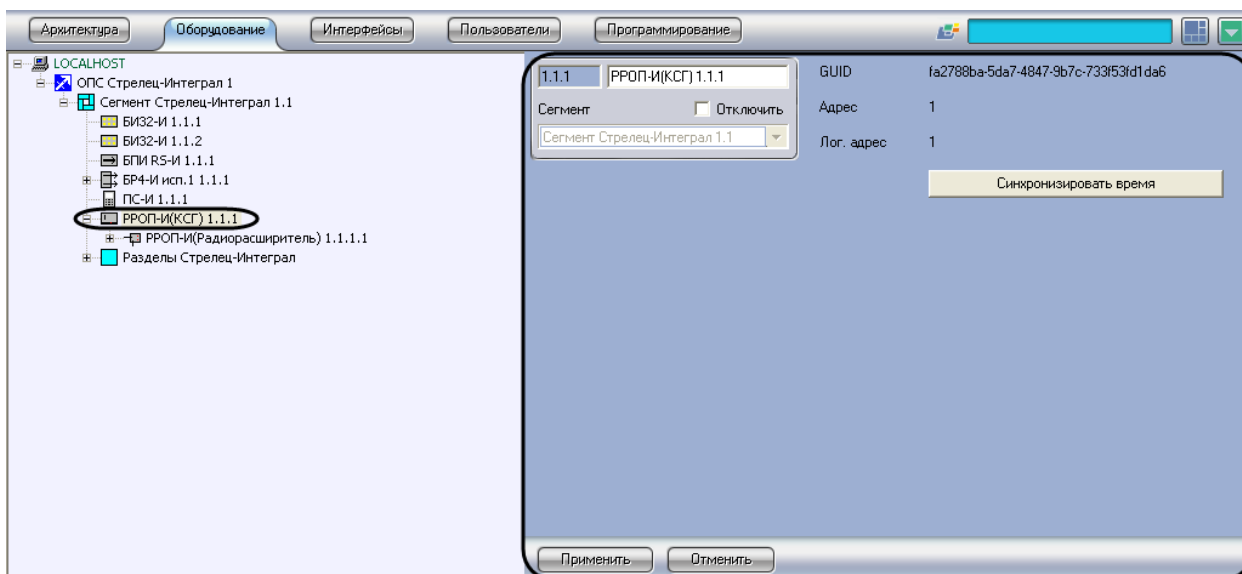 Архитектура Оборудование Интерфейсы Пользователи Программирование
LOCALHOST
ОПС Стрелец-Интеграл 1
Сегмент Стрелец-Интеграл 1.1
БИ32-И 1.1.1
БИ32-И 1.1.2
БПИ RS-И 1.1.1
БР4-И исп.1 1.1.1
ПС-И 1.1.1
РРОП-И(КСГ) 1.1.1
РРОП-И(Радиорасширитель) 1.1.1.1
Разделы Стрелец-Интеграл
1.1.1 РРОП-И(КСГ) 1.1.1
Сегмент Отключить
Сегмент Стрелец-Интеграл 1.1
GUID fa2788ba-5da7-4847-9b7c-733f53fd1da6
Адрес 1
Лог. адрес 1
Синхронизировать время
Применить Отменить